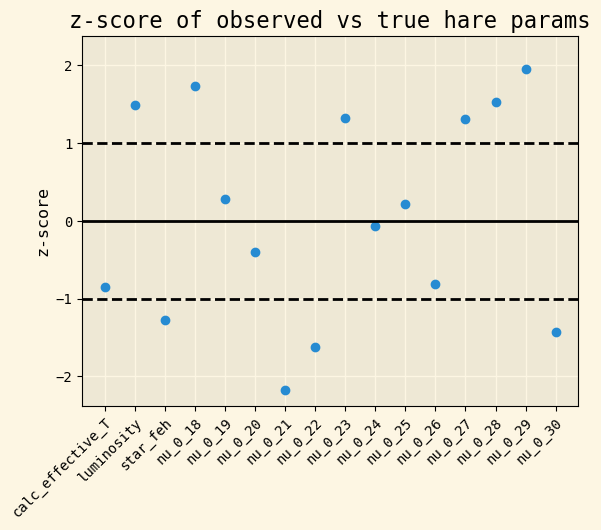 z-score of observed vs true hare params
z-score
2
1
0
−1
−2
calc_effective_T
luminosity
star_feh
nu_0_18
nu_0_19
nu_0_20
nu_0_21
nu_0_22
nu_0_23
nu_0_24
nu_0_25
nu_0_26
nu_0_27
nu_0_28
nu_0_29
nu_0_30